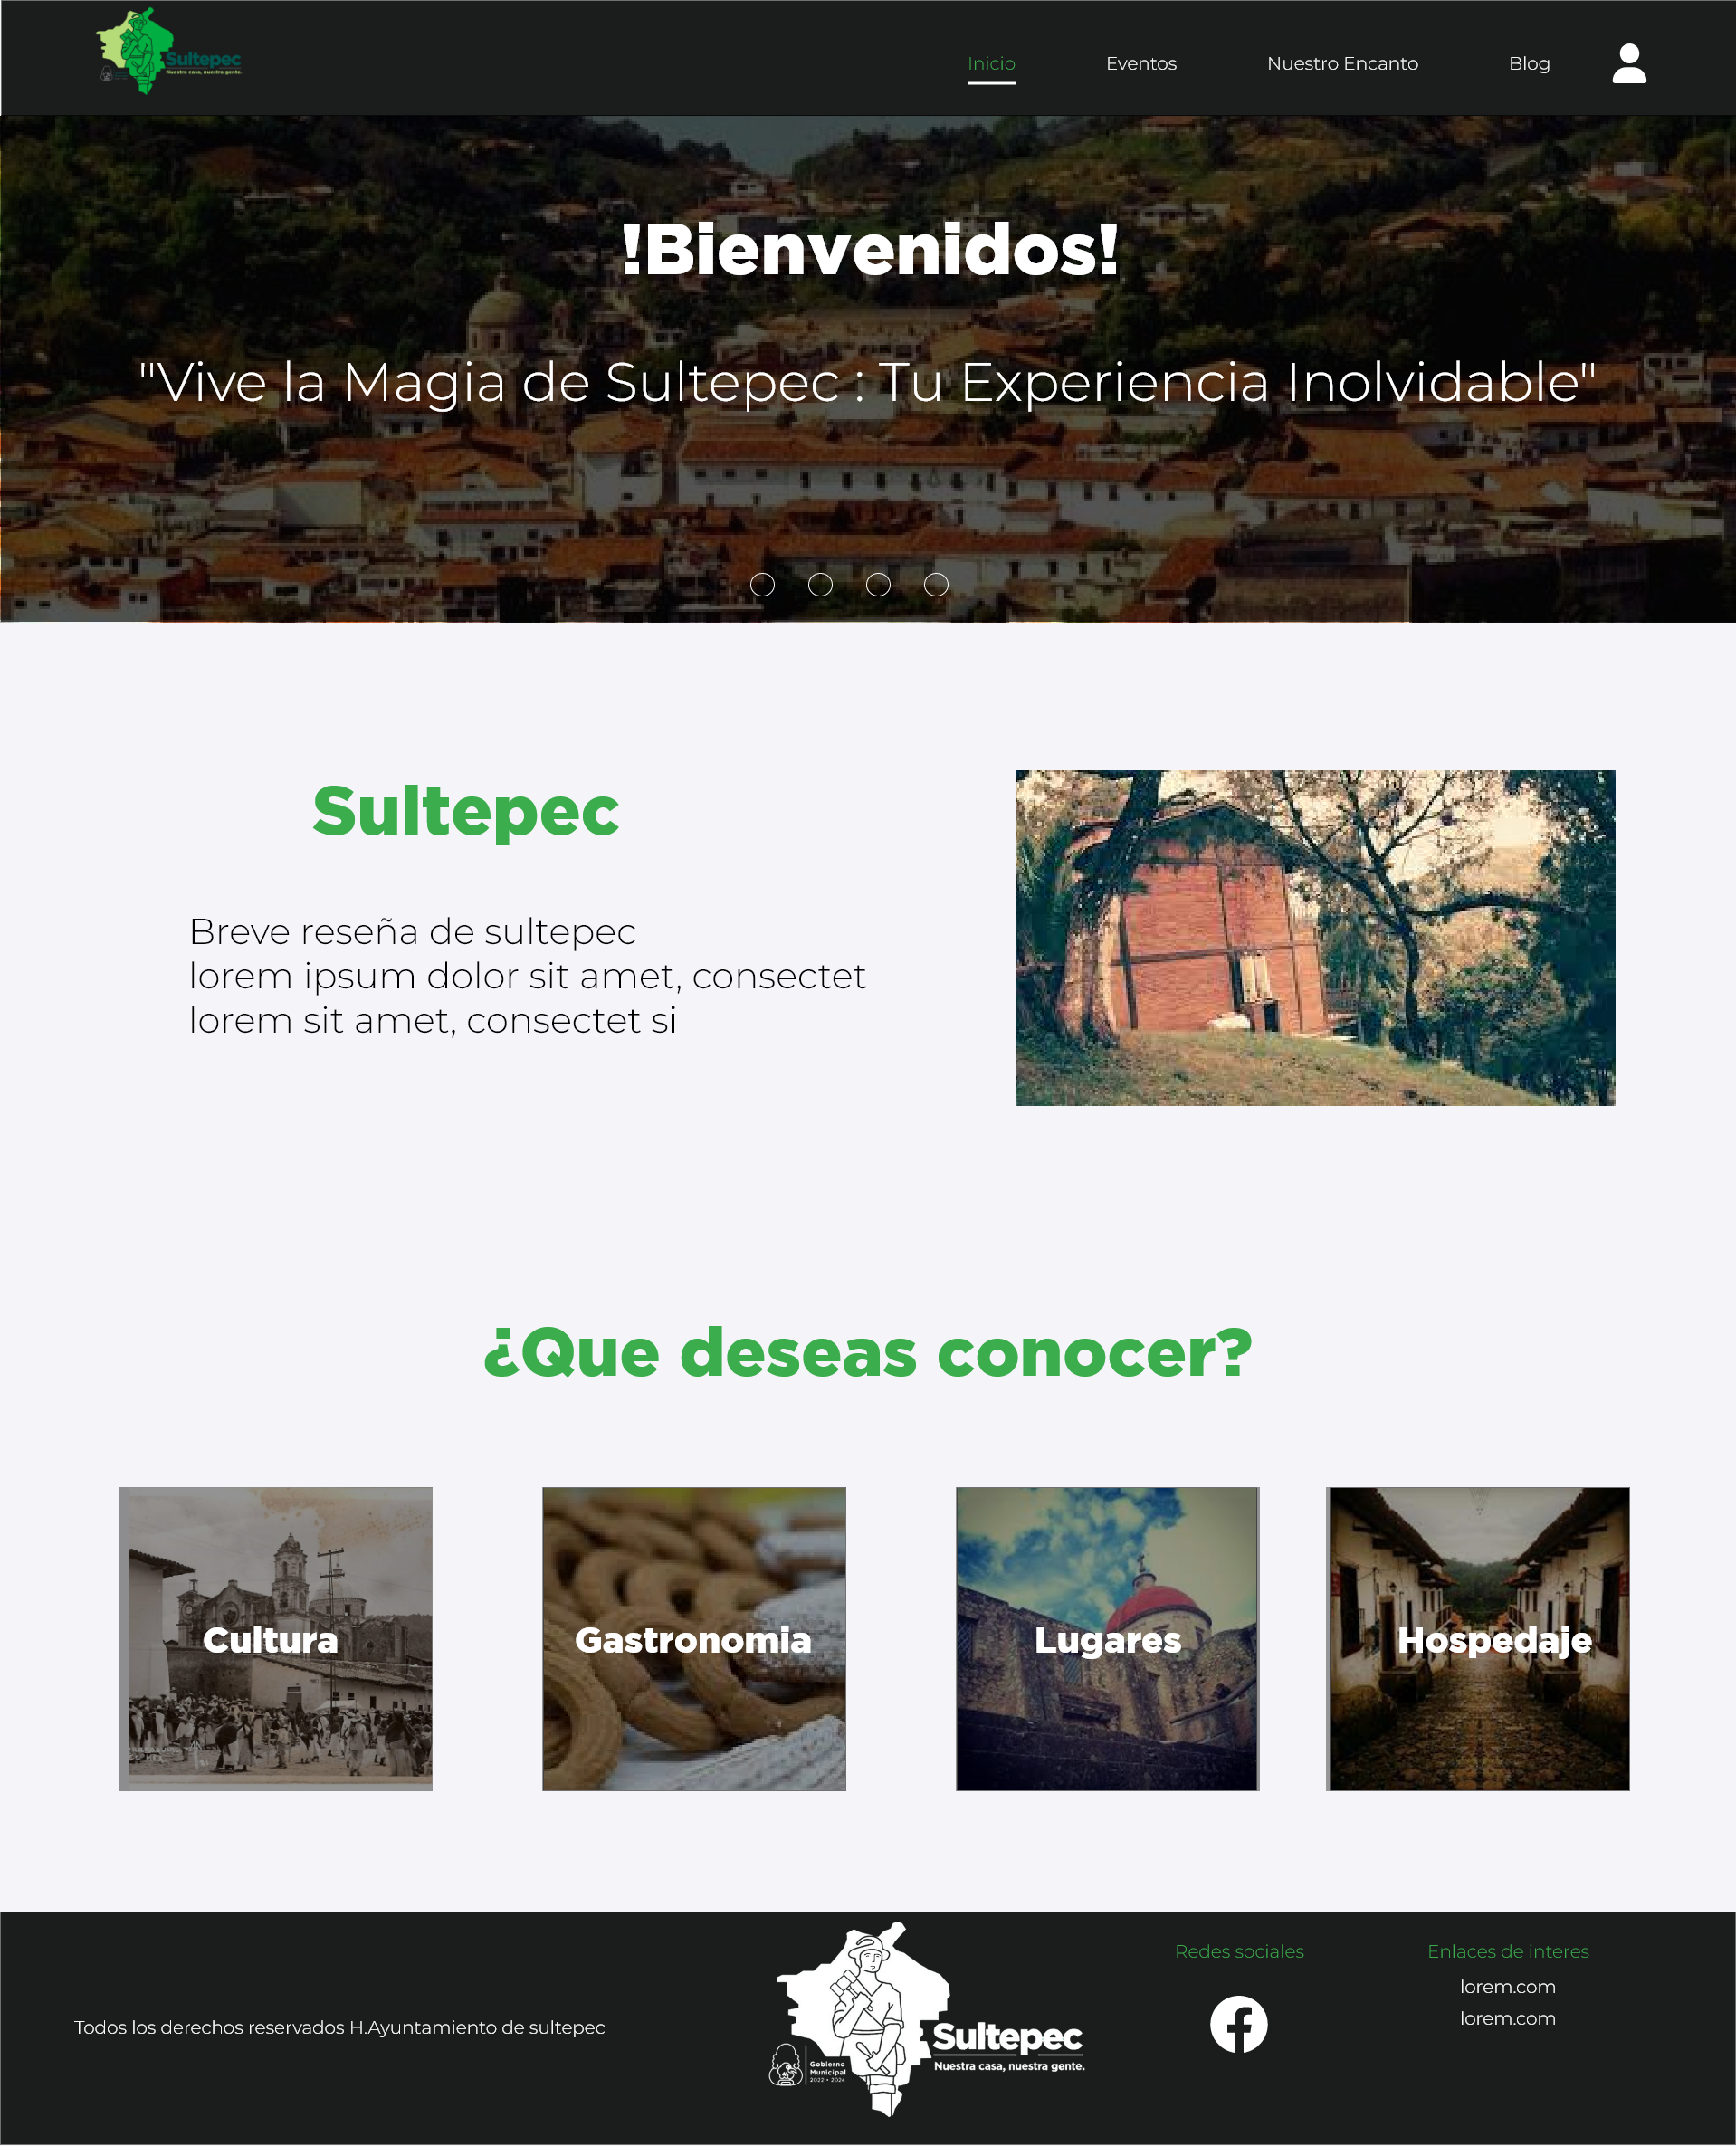 Sultepec
Nuestra casa, nuestra gente.
Inicio
Eventos
Nuestro Encanto
Blog
!Bienvenidos!
"Vive la Magia de Sultepec : Tu Experiencia Inolvidable"
Sultepec
Breve reseña de sultepec
lorem ipsum dolor sit amet, consectet
lorem sit amet, consectet si
¿Que deseas conocer?
Cultura
Gastronomia
Lugares
Hospedaje
Todos los derechos reservados H.Ayuntamiento de sultepec
Gobierno
Municipal
2022 • 2024
Sultepec
Nuestra casa, nuestra gente.
Redes sociales
Enlaces de interes
lorem.com
lorem.com